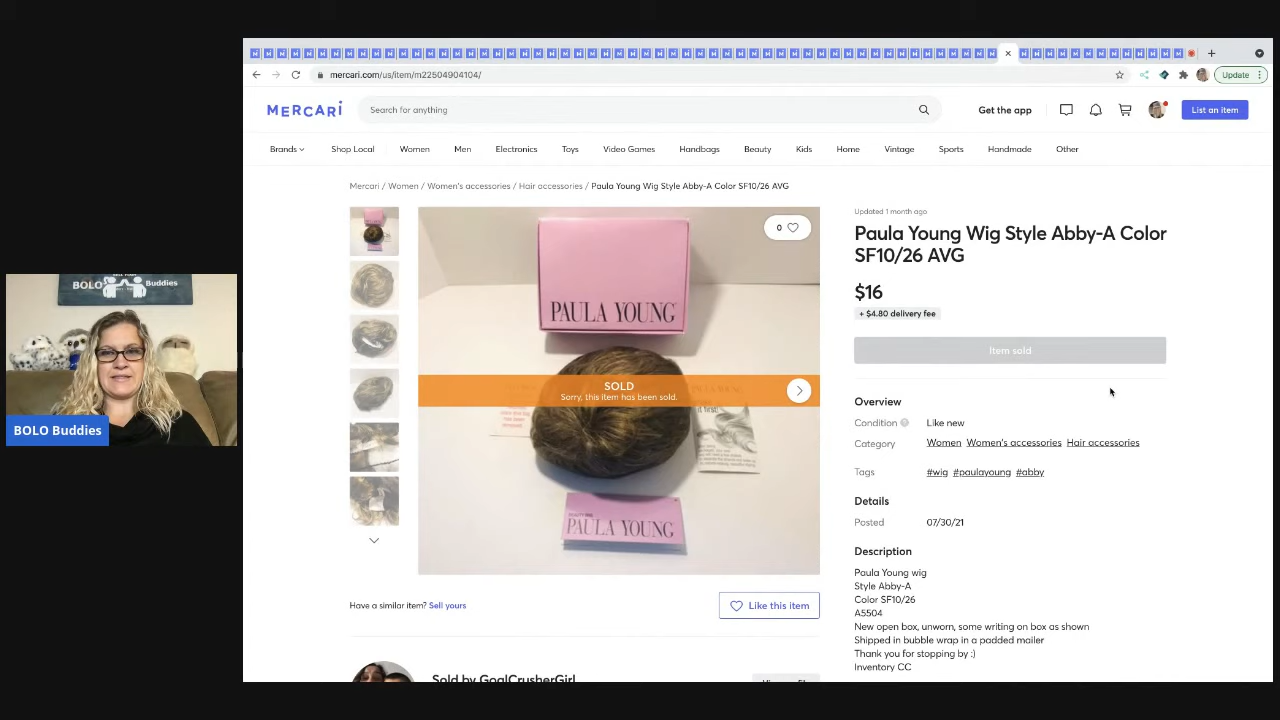 mercari.com/us/item/m22504904104/
Update
MERCARI
Search for anything
Get the app
List an item
Brands
Shop Local
Women
Men
Electronics
Toys
Video Games
Handbags
Beauty
Kids
Home
Vintage
Sports
Handmade
Other
Mercari / Women / Women's accessories / Hair accessories / Paula Young Wig Style Abby-A Color SF10/26 AVG
0
PAULA YOUNG
SOLD
Sorry, this item has been sold.
PAULA YOUNG
Updated 1 month ago
Paula Young Wig Style Abby-A Color
SF10/26 AVG
$16
+ $4.80 delivery fee
Item sold
Overview
Condition Like new
Category Women Women's accessories Hair accessories
Tags #wig #paulayoung #abby
Details
Posted 07/30/21
Description
Paula Young wig
Style Abby-A
Color SF10/26
A5504
New open box, unworn, some writing on box as shown
Shipped in bubble wrap in a padded mailer
Thank you for stopping by :)
Inventory CC
Have a similar item? Sell yours
Like this item
Sold by GoalCrusherGirl
BOLO Buddies
BOLO Buddies